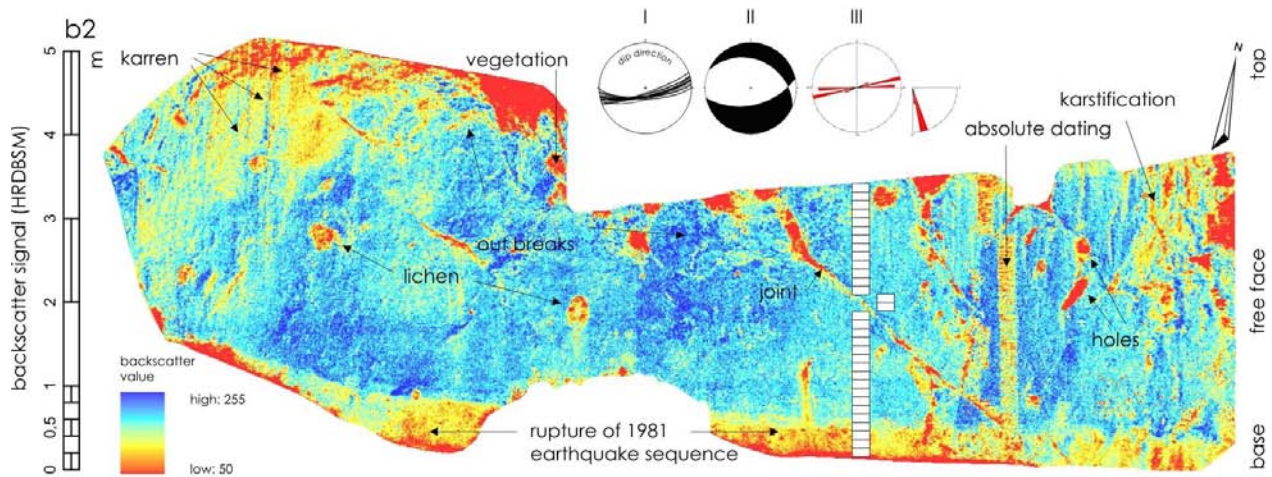 b2
m
5
4
3
2
1
0,5
0
backscatter signal (HRDBSM)
karren
vegetation
I
II
III
dip direction
N
top
karstification
absolute dating
out breaks
lichen
joint
free face
holes
backscatter
value
high: 255
low: 50
rupture of 1981
earthquake sequence
base